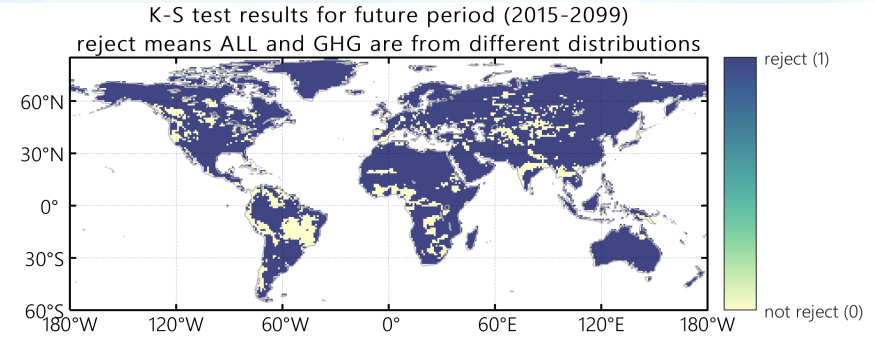 K-S test results for future period (2015-2099)
reject means ALL and GHG are from different distributions
reject (1)
60°N
30°N
0°
30°S
60°S
not reject (0)
180°W 120°W 60°W 0° 60°E 120°E 180°W